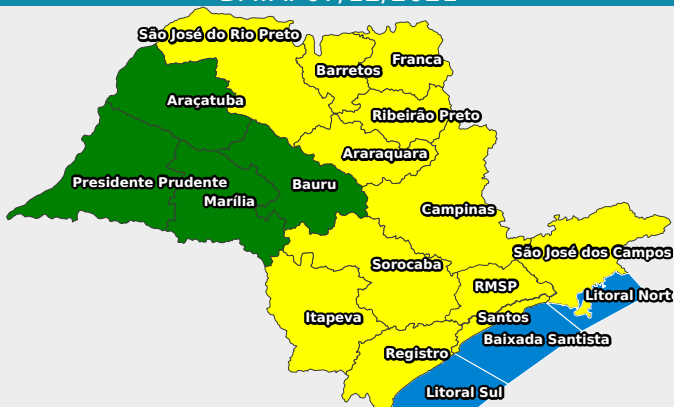 São José do Rio Preto
Franca
Barretos
Araçatuba
Ribeirão Preto
Araraquara
Presidente Prudente
Bauru
Marília
Campinas
São José dos Campos
Sorocaba
RMSP
Litoral Nort
Itapeva
Santos
Baixada Santista
Registro
Litoral Sul